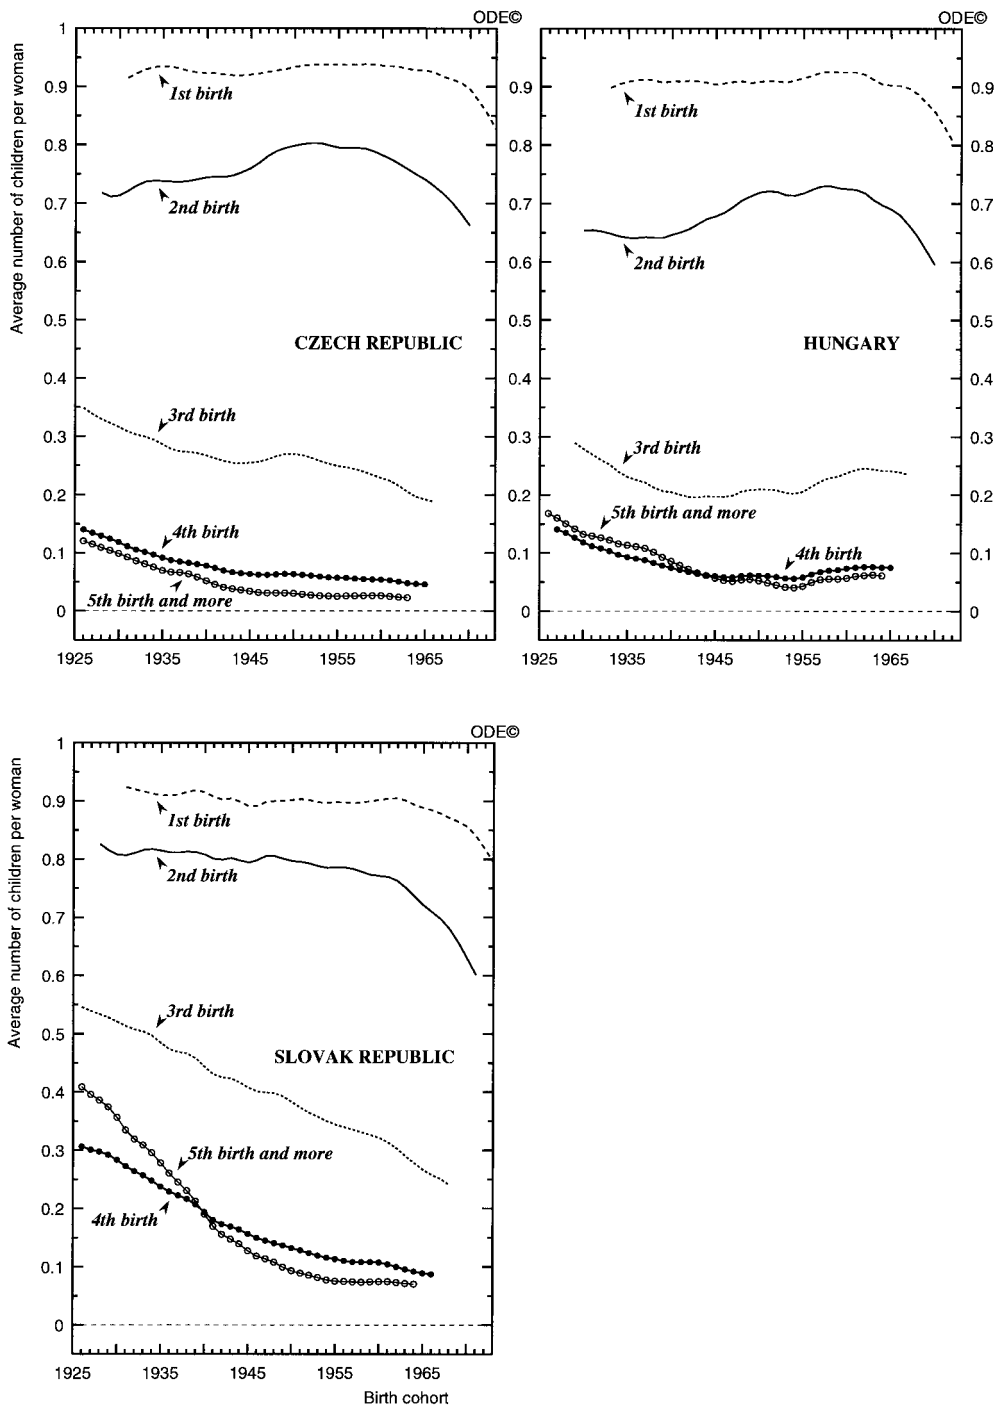 ODE©
ODE©
Average number of children per woman
1
0.9
0.8
0.7
0.6
0.5
0.4
0.3
0.2
0.1
0
1st birth
2nd birth
CZECH REPUBLIC
3rd birth
4th birth
5th birth and more
1925
1935
1945
1955
1965
0.9
0.8
0.7
0.6
0.5
0.4
0.3
0.2
0.1
0
1st birth
2nd birth
HUNGARY
3rd birth
5th birth and more
4th birth
0.9
0.8
0.7
0.6
0.5
0.4
0.3
0.2
0.1
0
1925
1935
1945
1955
1965
ODE©
Average number of children per woman
1
0.9
0.8
0.7
0.6
0.5
0.4
0.3
0.2
0.1
0
1st birth
2nd birth
3rd birth
SLOVAK REPUBLIC
5th birth and more
4th birth
1925
1935
1945
1955
1965
Birth cohort